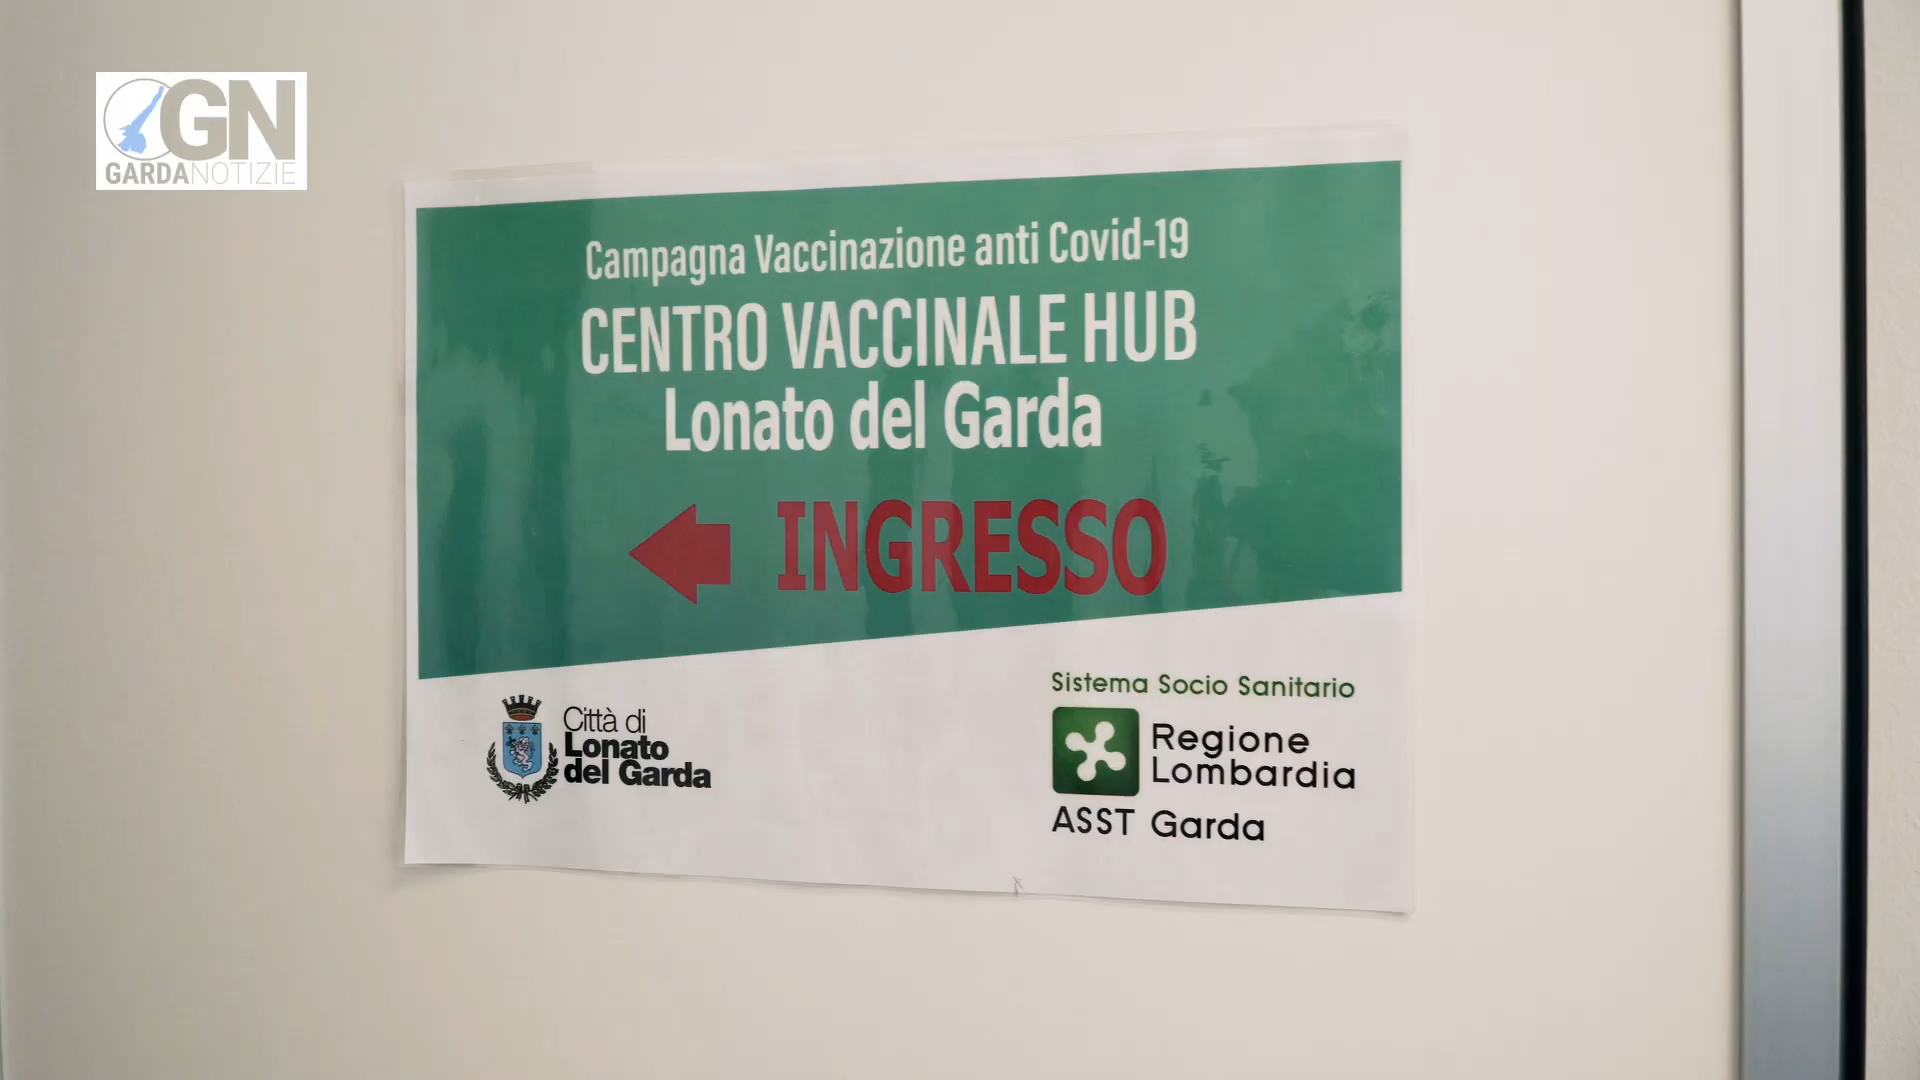 GN
GARDANOTIZIE
Campagna Vaccinazione anti Covid-19
CENTRO VACCINALE HUB
Lonato del Garda
INGRESSO
Città di
Lonato
del Garda
Sistema Socio Sanitario
Regione
Lombardia
ASST Garda